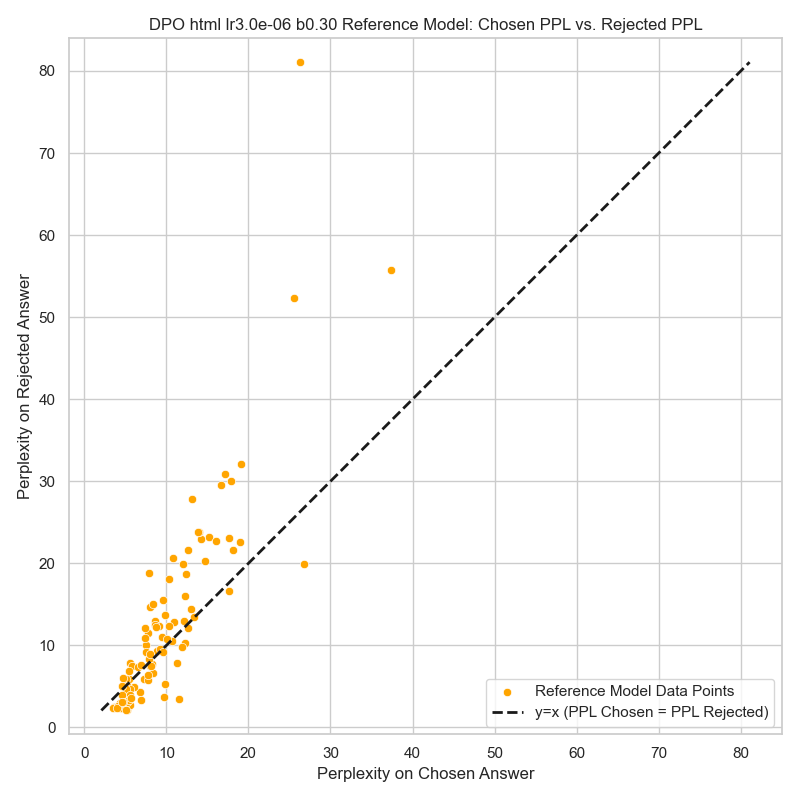 DPO html lr3.0e-06 b0.30 Reference Model: Chosen PPL vs. Rejected PPL
Perplexity on Rejected Answer
80
70
60
50
40
30
20
10
0
0 10 20 30 40 50 60 70 80
Perplexity on Chosen Answer
Reference Model Data Points
y=x (PPL Chosen = PPL Rejected)